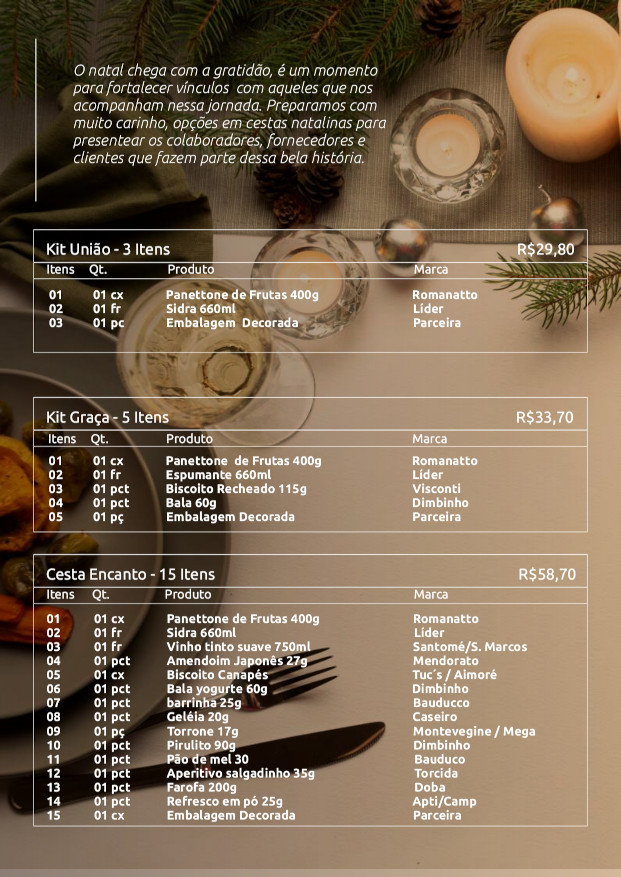 O natal chega com a gratidão, é um momento
para fortalecer vínculos com aqueles que nos
acompanham nessa jornada. Preparamos com
muito carinho, opções em cestas natalinas para
presentear os colaboradores, fornecedores e
clientes que fazem parte dessa bela história.
Kit União - 3 Itens R$29,80
Itens Qt. Produto Marca
01 01 cx Panettone de Frutas 400g Romanatto
02 01 fr Sidra 660ml Líder
03 01 pc Embalagem Decorada Parceira
Kit Graça - 5 Itens R$33,70
Itens Qt. Produto Marca
01 01 cx Panettone de Frutas 400g Romanatto
02 01 fr Espumante 660ml Líder
03 01 pct Biscoito Recheado 115g Visconti
04 01 pct Bala 60g Dimbinho
05 01 pç Embalagem Decorada Parceira
Cesta Encanto - 15 Itens R$58,70
Itens Qt. Produto Marca
01 01 cx Panettone de Frutas 400g Romanatto
02 01 fr Sidra 660ml Líder
03 01 fr Vinho tinto suave 750ml Santomé/S. Marcos
04 01 pct Amendoim Japonês 27g Mendorato
05 01 cx Biscoito Canapés Tuc´s / Aimoré
06 01 pct Bala yogurte 60g Dimbinho
07 01 pct barrinha 25g Bauducco
08 01 pct Geléia 20g Caseiro
09 01 pç Torrone 17g Montevegine / Mega
10 01 pct Pirulito 90g Dimbinho
11 01 pct Pão de mel 30 Bauduco
12 01 pct Aperitivo salgadinho 35g Torcida
13 01 pct Farofa 200g Doba
14 01 pct Refresco em pó 25g Apti/Camp
15 01 cx Embalagem Decorada Parceira